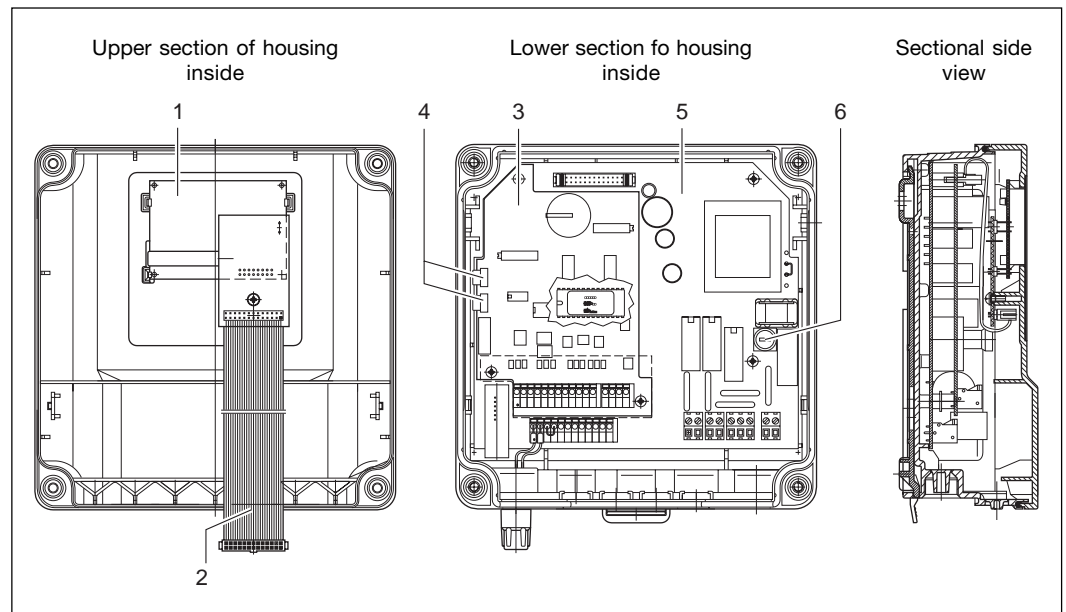 Upper section of housing
inside
Lower section fo housing
inside
Sectional side
view
1
4
3
5
6
2